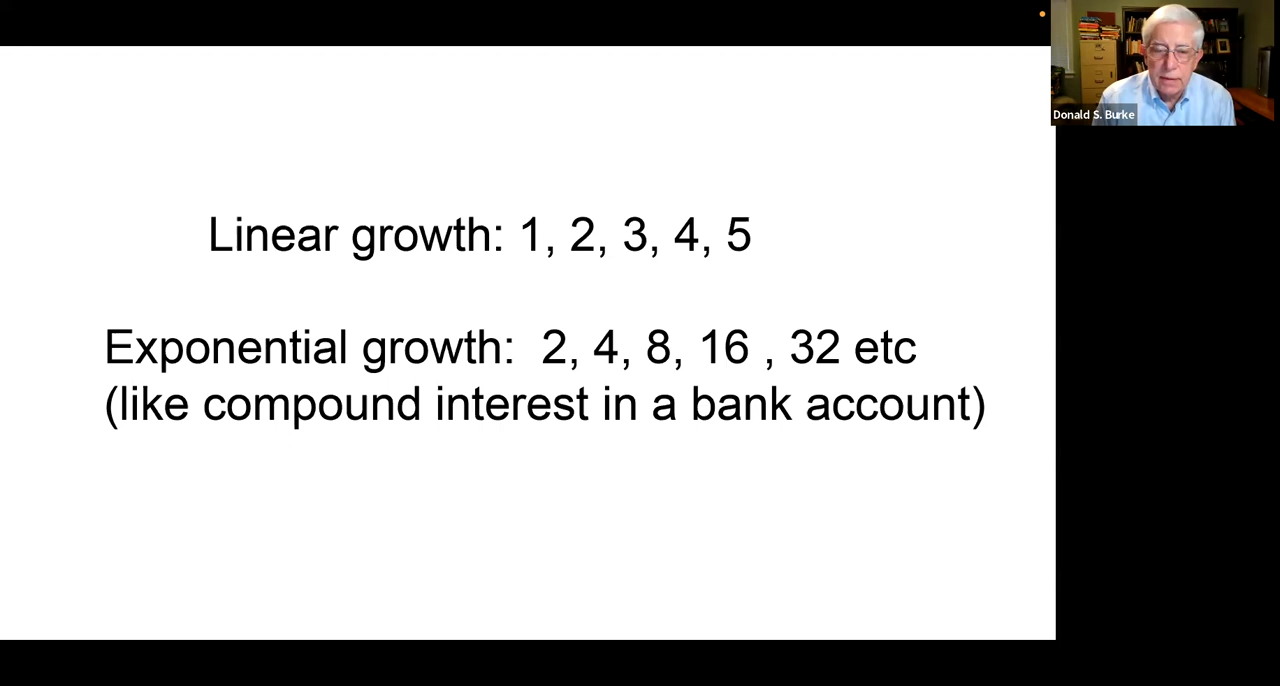 Linear growth: 1, 2, 3, 4, 5
Exponential growth:  2, 4, 8, 16 , 32 etc
(like compound interest in a bank account)
Donald S. Burke